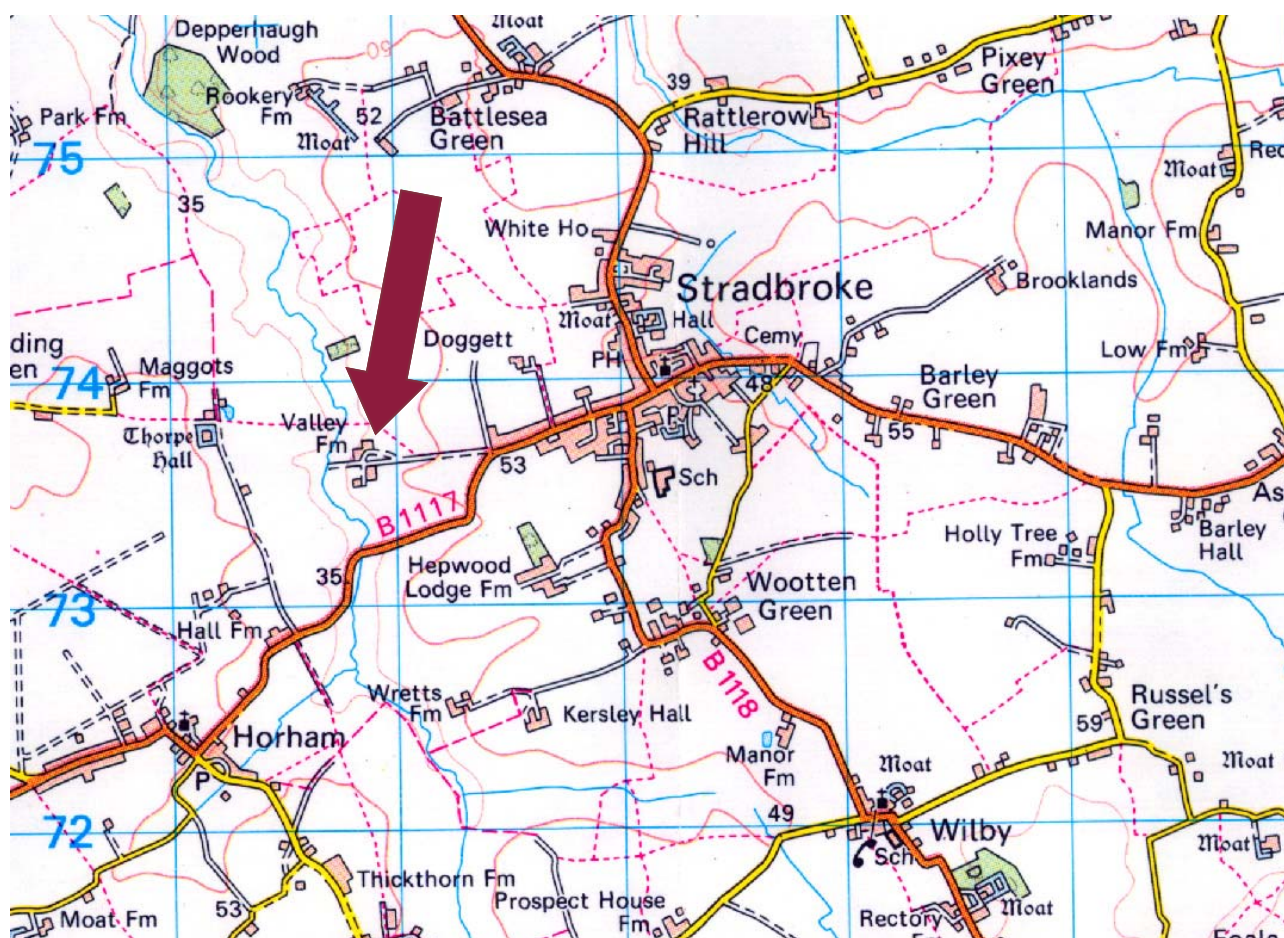 Depperhaugh
Wood
Moat
Pixey
Green
39
60
Rookery
Fm
Park Fm
52
Battlesea
Green
Rattlerow
Hill
Moat
75
Moat
35
White Ho
Manor Fm
Stradbroke
Brooklands
Moat
Hall
Doggett
Cemy
ding
en
Maggots
Fm
PH
Low Fm
74
48
Barley
Green
Valley
Fm
P
55
Thorpe
Hall
53
Sch
B 1117
As
Barley
Hall
Holly Tree
Fm
Hepwood
Lodge Fm
35
Wootten
Green
73
Hall Fm
B 1118
Wretts
Fm
Kersley Hall
Russel's
Green
59
Horham
Manor
Fm
Moat
Moat
P
72
49
Wilby
Moat
Sch
Thickthorn Fm
Prospect House
Fm
Moat
53
Moat Fm
Rectory